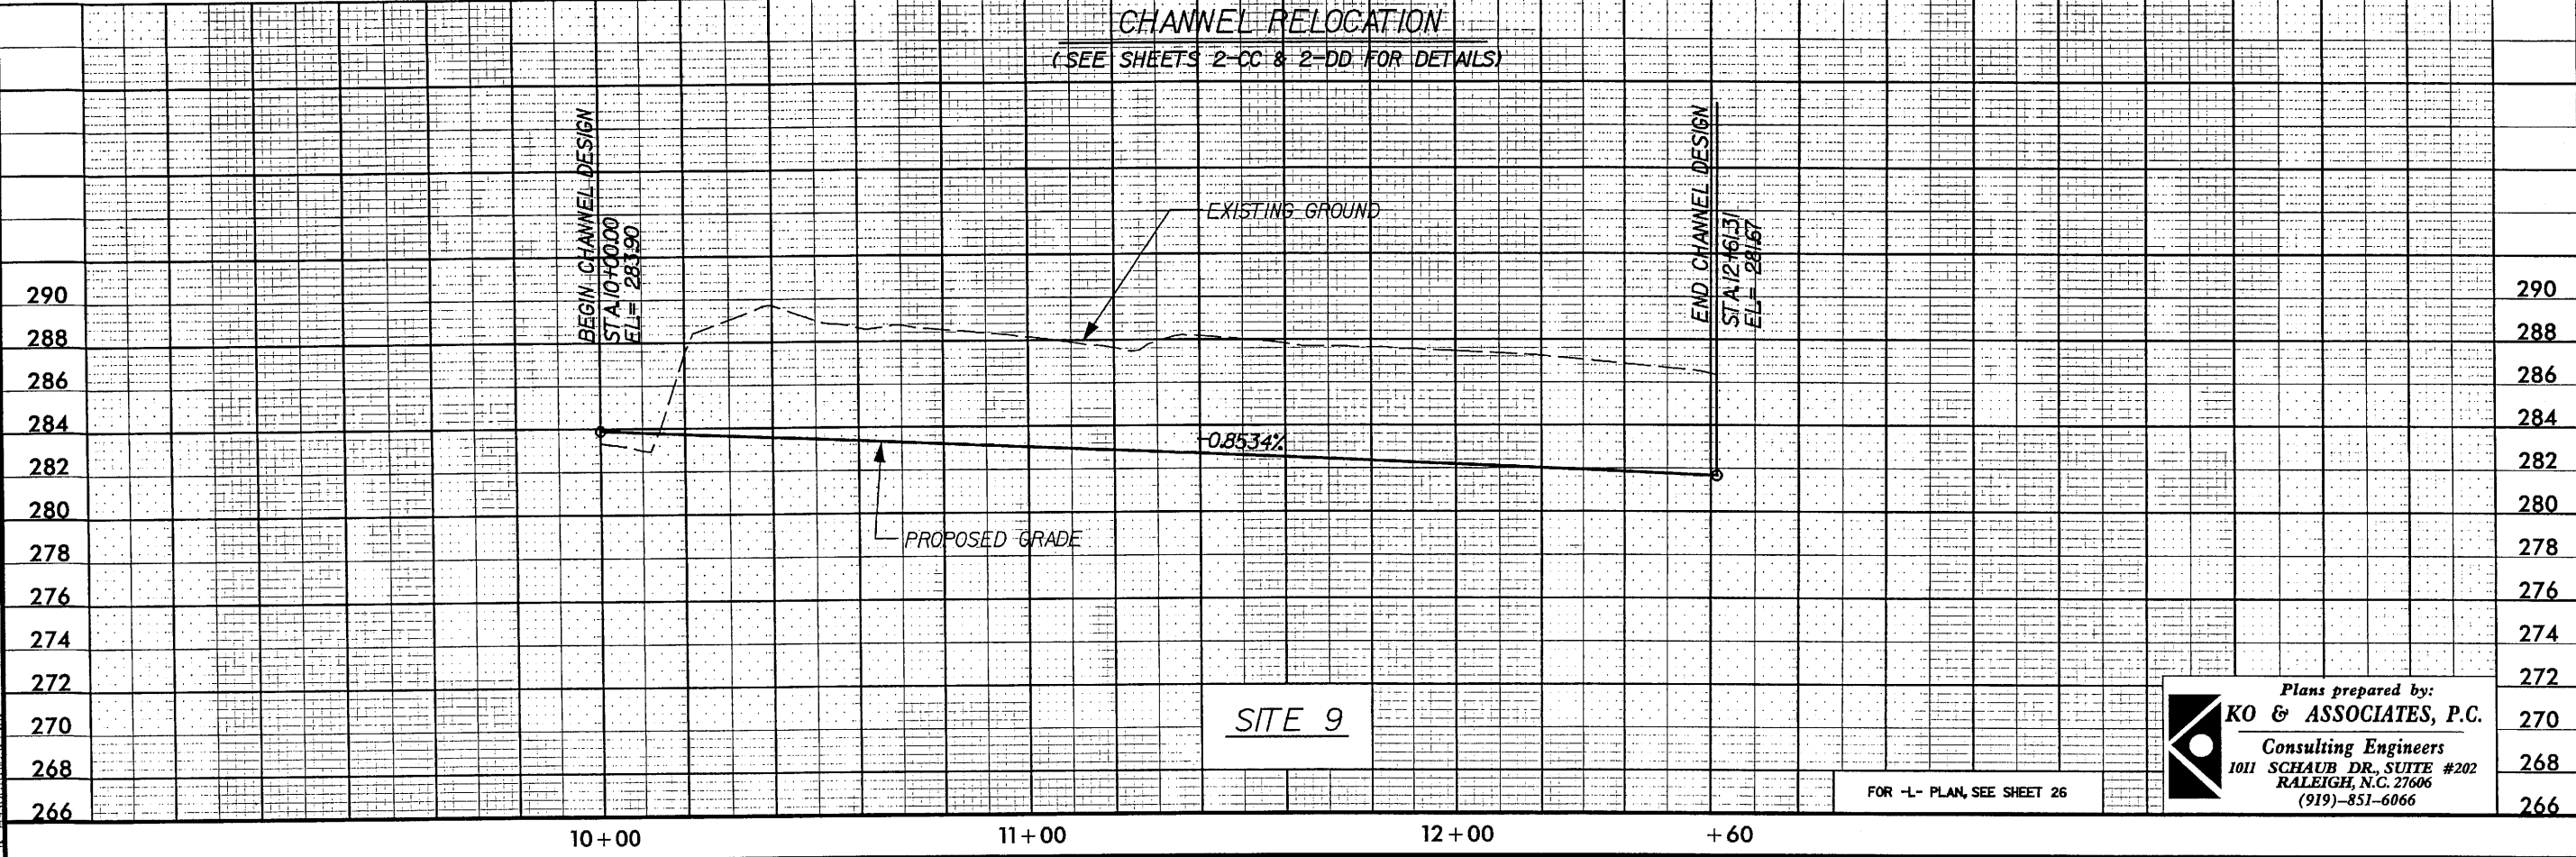 CHANNEL RELOCATION
(SEE SHEETS 2-CC & 2-DD FOR DETAILS)
BEGIN CHANNEL DESIGN
STA.10+00.00
EL= 283.90
END CHANNEL DESIGN
STA.12+61.31
EL= 281.67
EXISTING GROUND
-0.8534%
PROPOSED GRADE
290
288
286
284
282
280
278
276
274
272
270
268
266
290
288
286
284
282
280
278
276
274
272
270
268
266
SITE 9
FOR -L- PLAN, SEE SHEET 26
Plans prepared by:
KO & ASSOCIATES, P.C.
Consulting Engineers
1011 SCHAUB DR., SUITE #202
RALEIGH, N.C. 27606
(919)-851-6066
10+00
11+00
12+00
+60